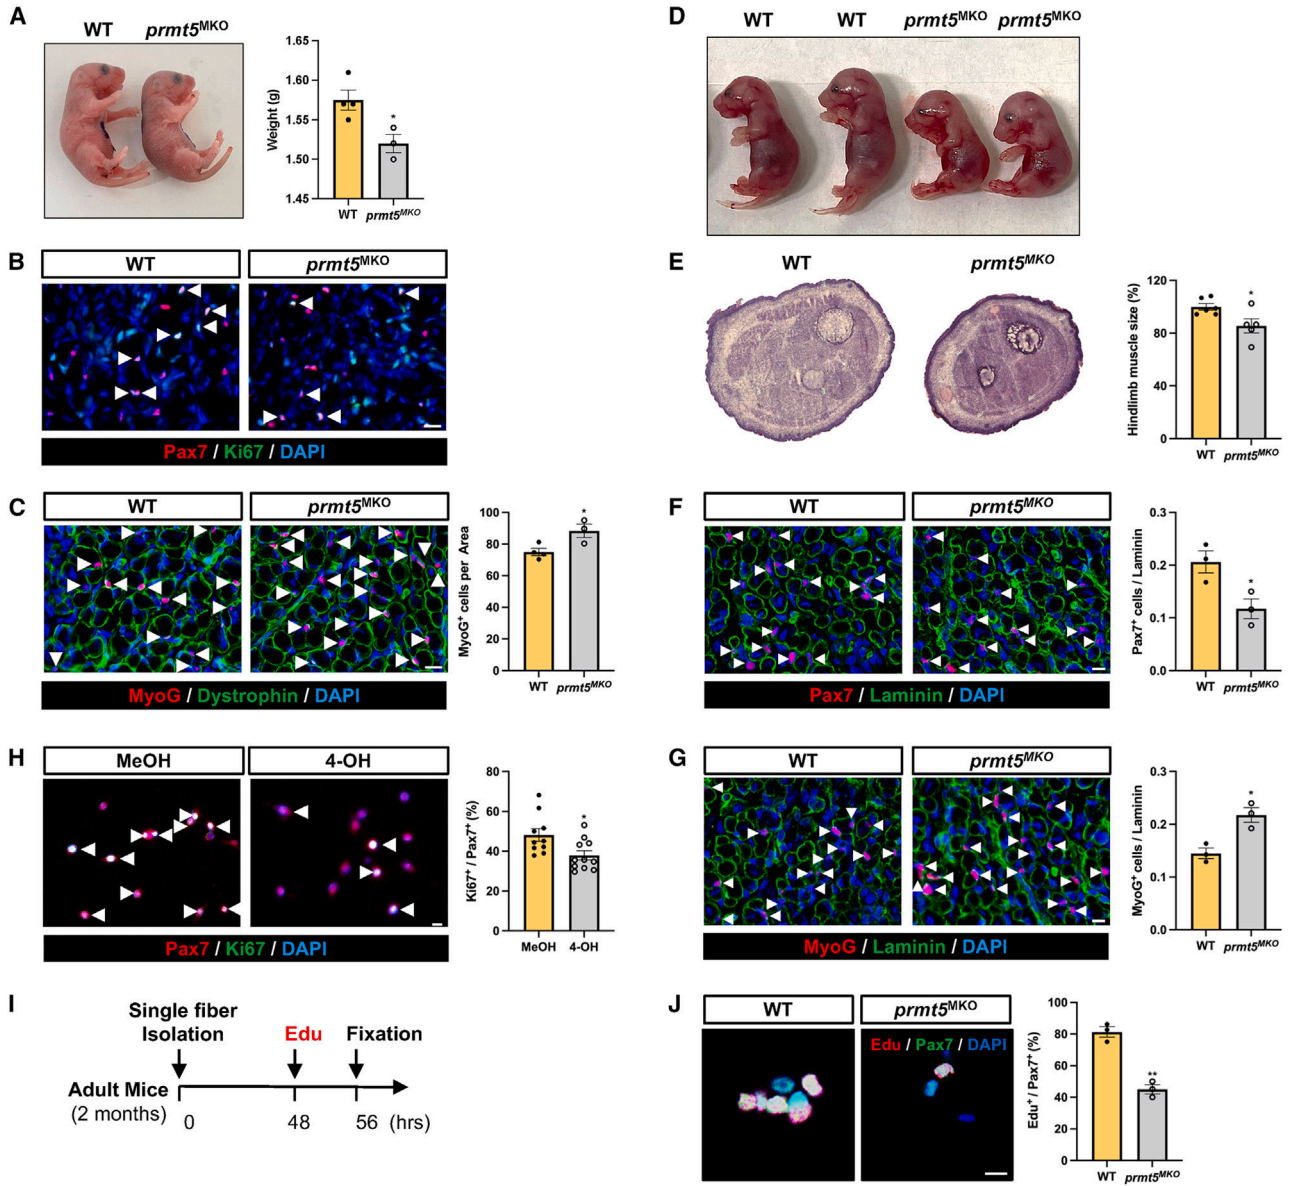 A
WT prmt5MKO
Weight (g)
1.65
1.60
1.55
1.50
1.45
*
WT prmt5MKO
B
WT prmt5MKO
Pax7 / Ki67 / DAPI
C
WT prmt5MKO
MyoG / Dystrophin / DAPI
MyoG+ cells per Area
100
80
60
40
20
0
*
WT prmt5MKO
H
MeOH 4-OH
Pax7 / Ki67 / DAPI
Ki67+ / Pax7+ (%)
80
60
40
20
0
*
MeOH 4-OH
I
Single fiber
Isolation Edu Fixation
Adult Mice
(2 months) 0 48 56 (hrs)
D
WT WT prmt5MKO prmt5MKO
E
WT prmt5MKO
Hindlimb muscle size (%)
120
80
40
0
*
WT prmt5MKO
F
WT prmt5MKO
Pax7 / Laminin / DAPI
Pax7+ cells / Laminin
0.3
0.2
0.1
0.0
*
WT prmt5MKO
G
WT prmt5MKO
MyoG / Laminin / DAPI
MyoG+ cells / Laminin
0.3
0.2
0.1
0.0
*
WT prmt5MKO
J
WT prmt5MKO
Edu / Pax7 / DAPI
Edu+ / Pax7+ (%)
100
80
60
40
20
0
**
WT prmt5MKO